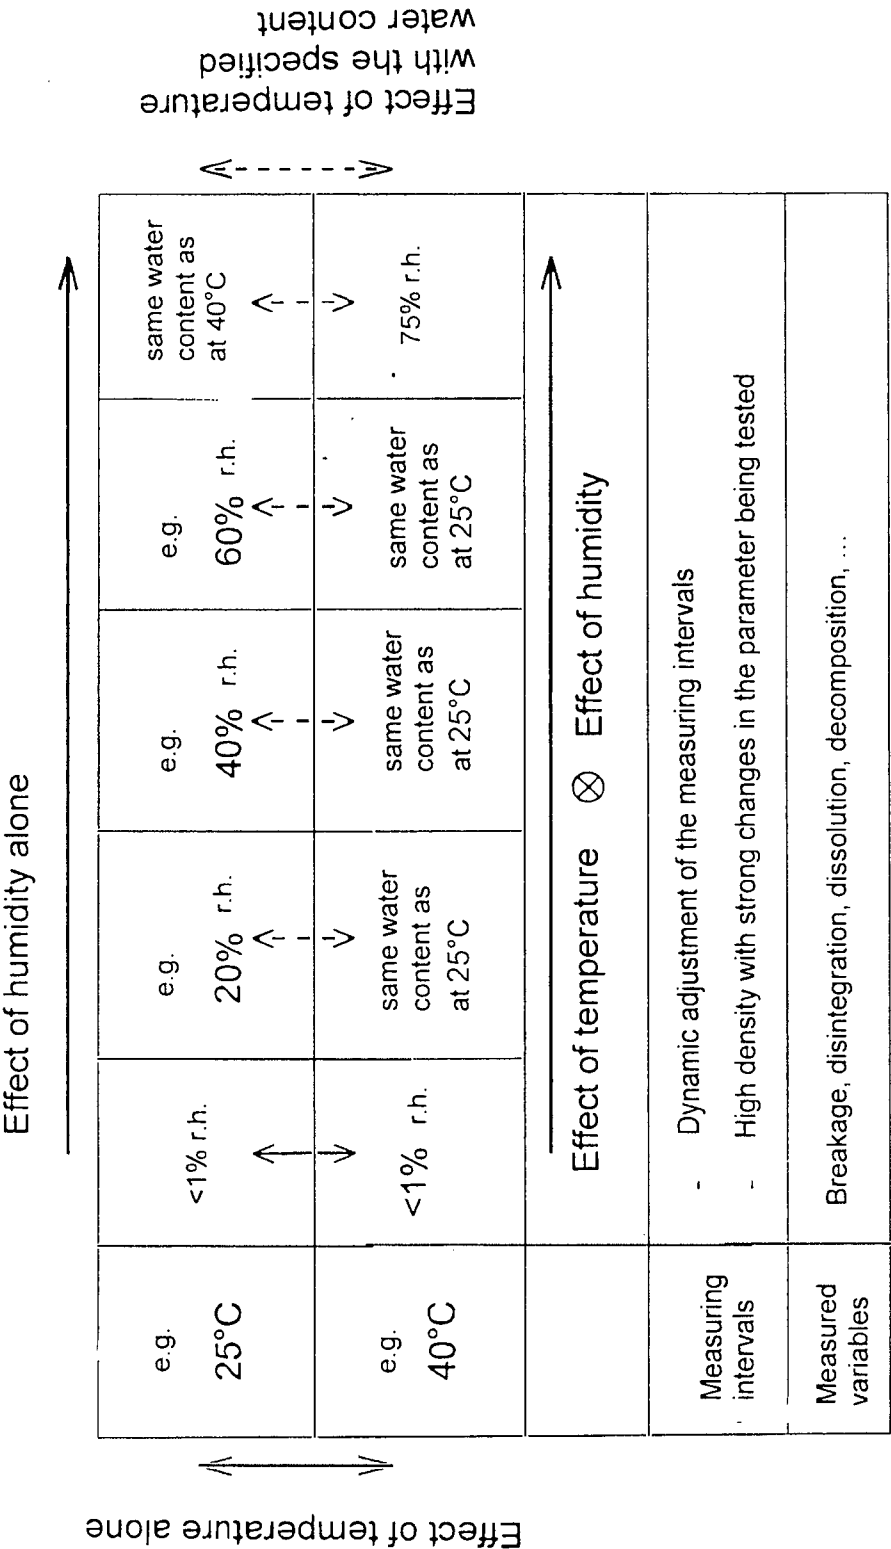 Effect of humidity alone
Effect of temperature alone
e.g.
25°C
<1% r.h.
e.g.
20% r.h.
e.g.
40% r.h.
e.g.
60% r.h.
same water
content as
at 40°C
Effect of temperature
with the specified
water content
e.g.
40°C
<1% r.h.
same water
content as
at 25°C
same water
content as
at 25°C
same water
content as
at 25°C
75% r.h.
Effect of temperature ⊗ Effect of humidity
Measuring
intervals
- Dynamic adjustment of the measuring intervals
- High density with strong changes in the parameter being tested
Measured
variables
Breakage, disintegration, dissolution, decomposition, ...